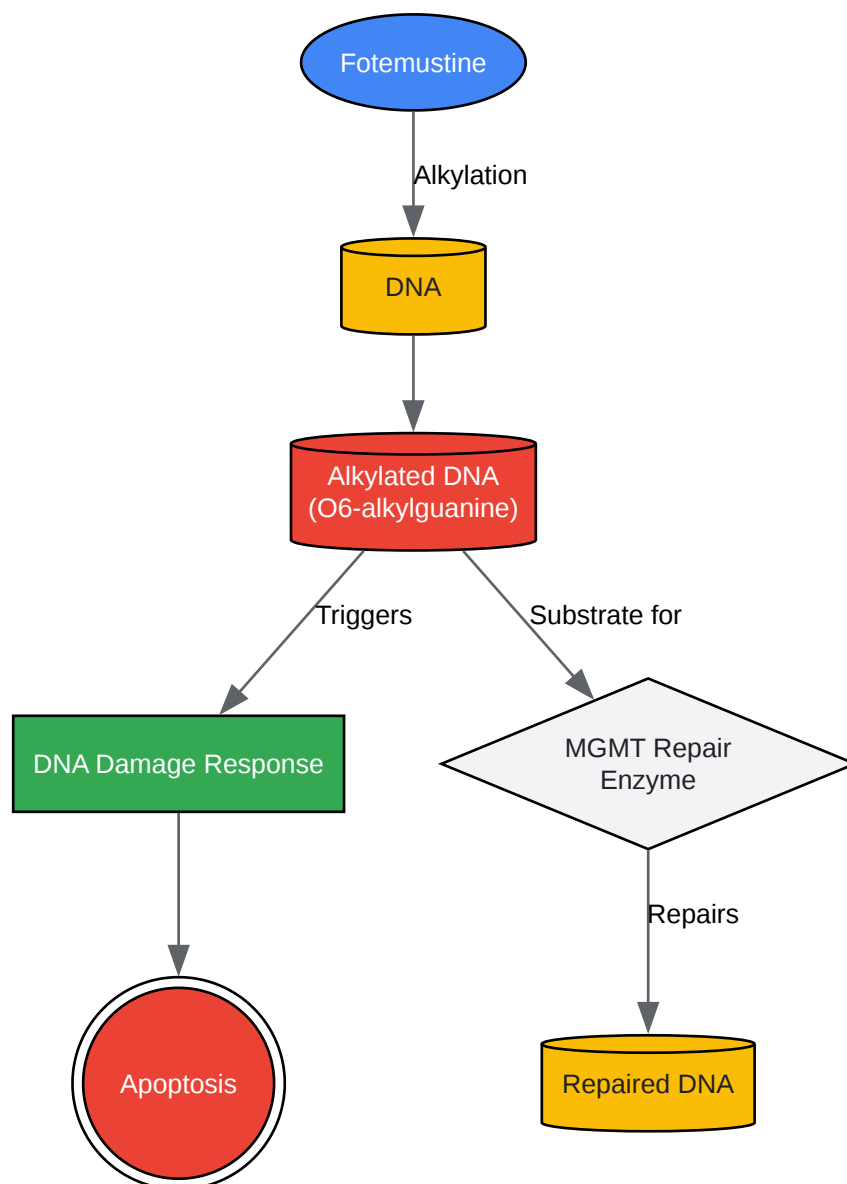 Fotemustine
Alkylation
DNA
Alkylated DNA
(O6-alkylguanine)
Triggers
Substrate for
DNA Damage Response
MGMT Repair
Enzyme
Repairs
Apoptosis
Repaired DNA